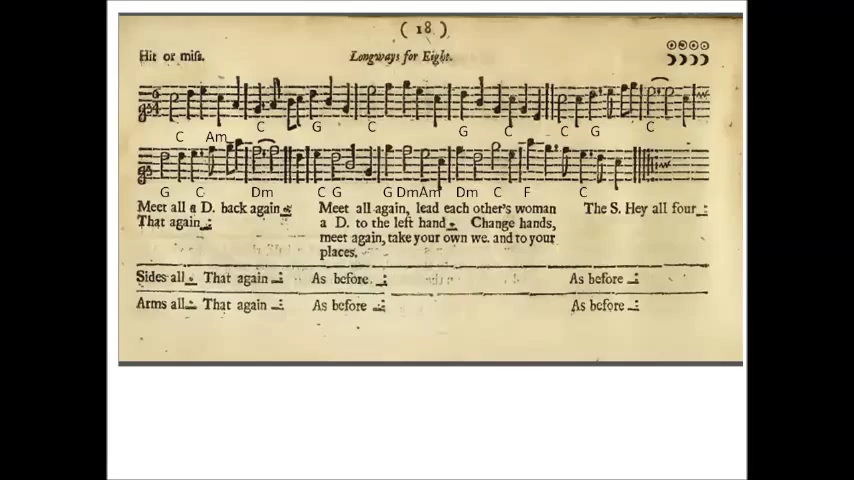 ( 18 )
Hit or miſs. Longways for Eight.
C Am C G C G C C G C
G C Dm C G G Dm Am Dm C F C
Meet all a D. back again Meet all again, lead each other's woman The S. Hey all four
That again a D. to the left hand Change hands,
meet again, take your own we. and to your
places.
Sides all That again As before As before
Arms all That again As before As before